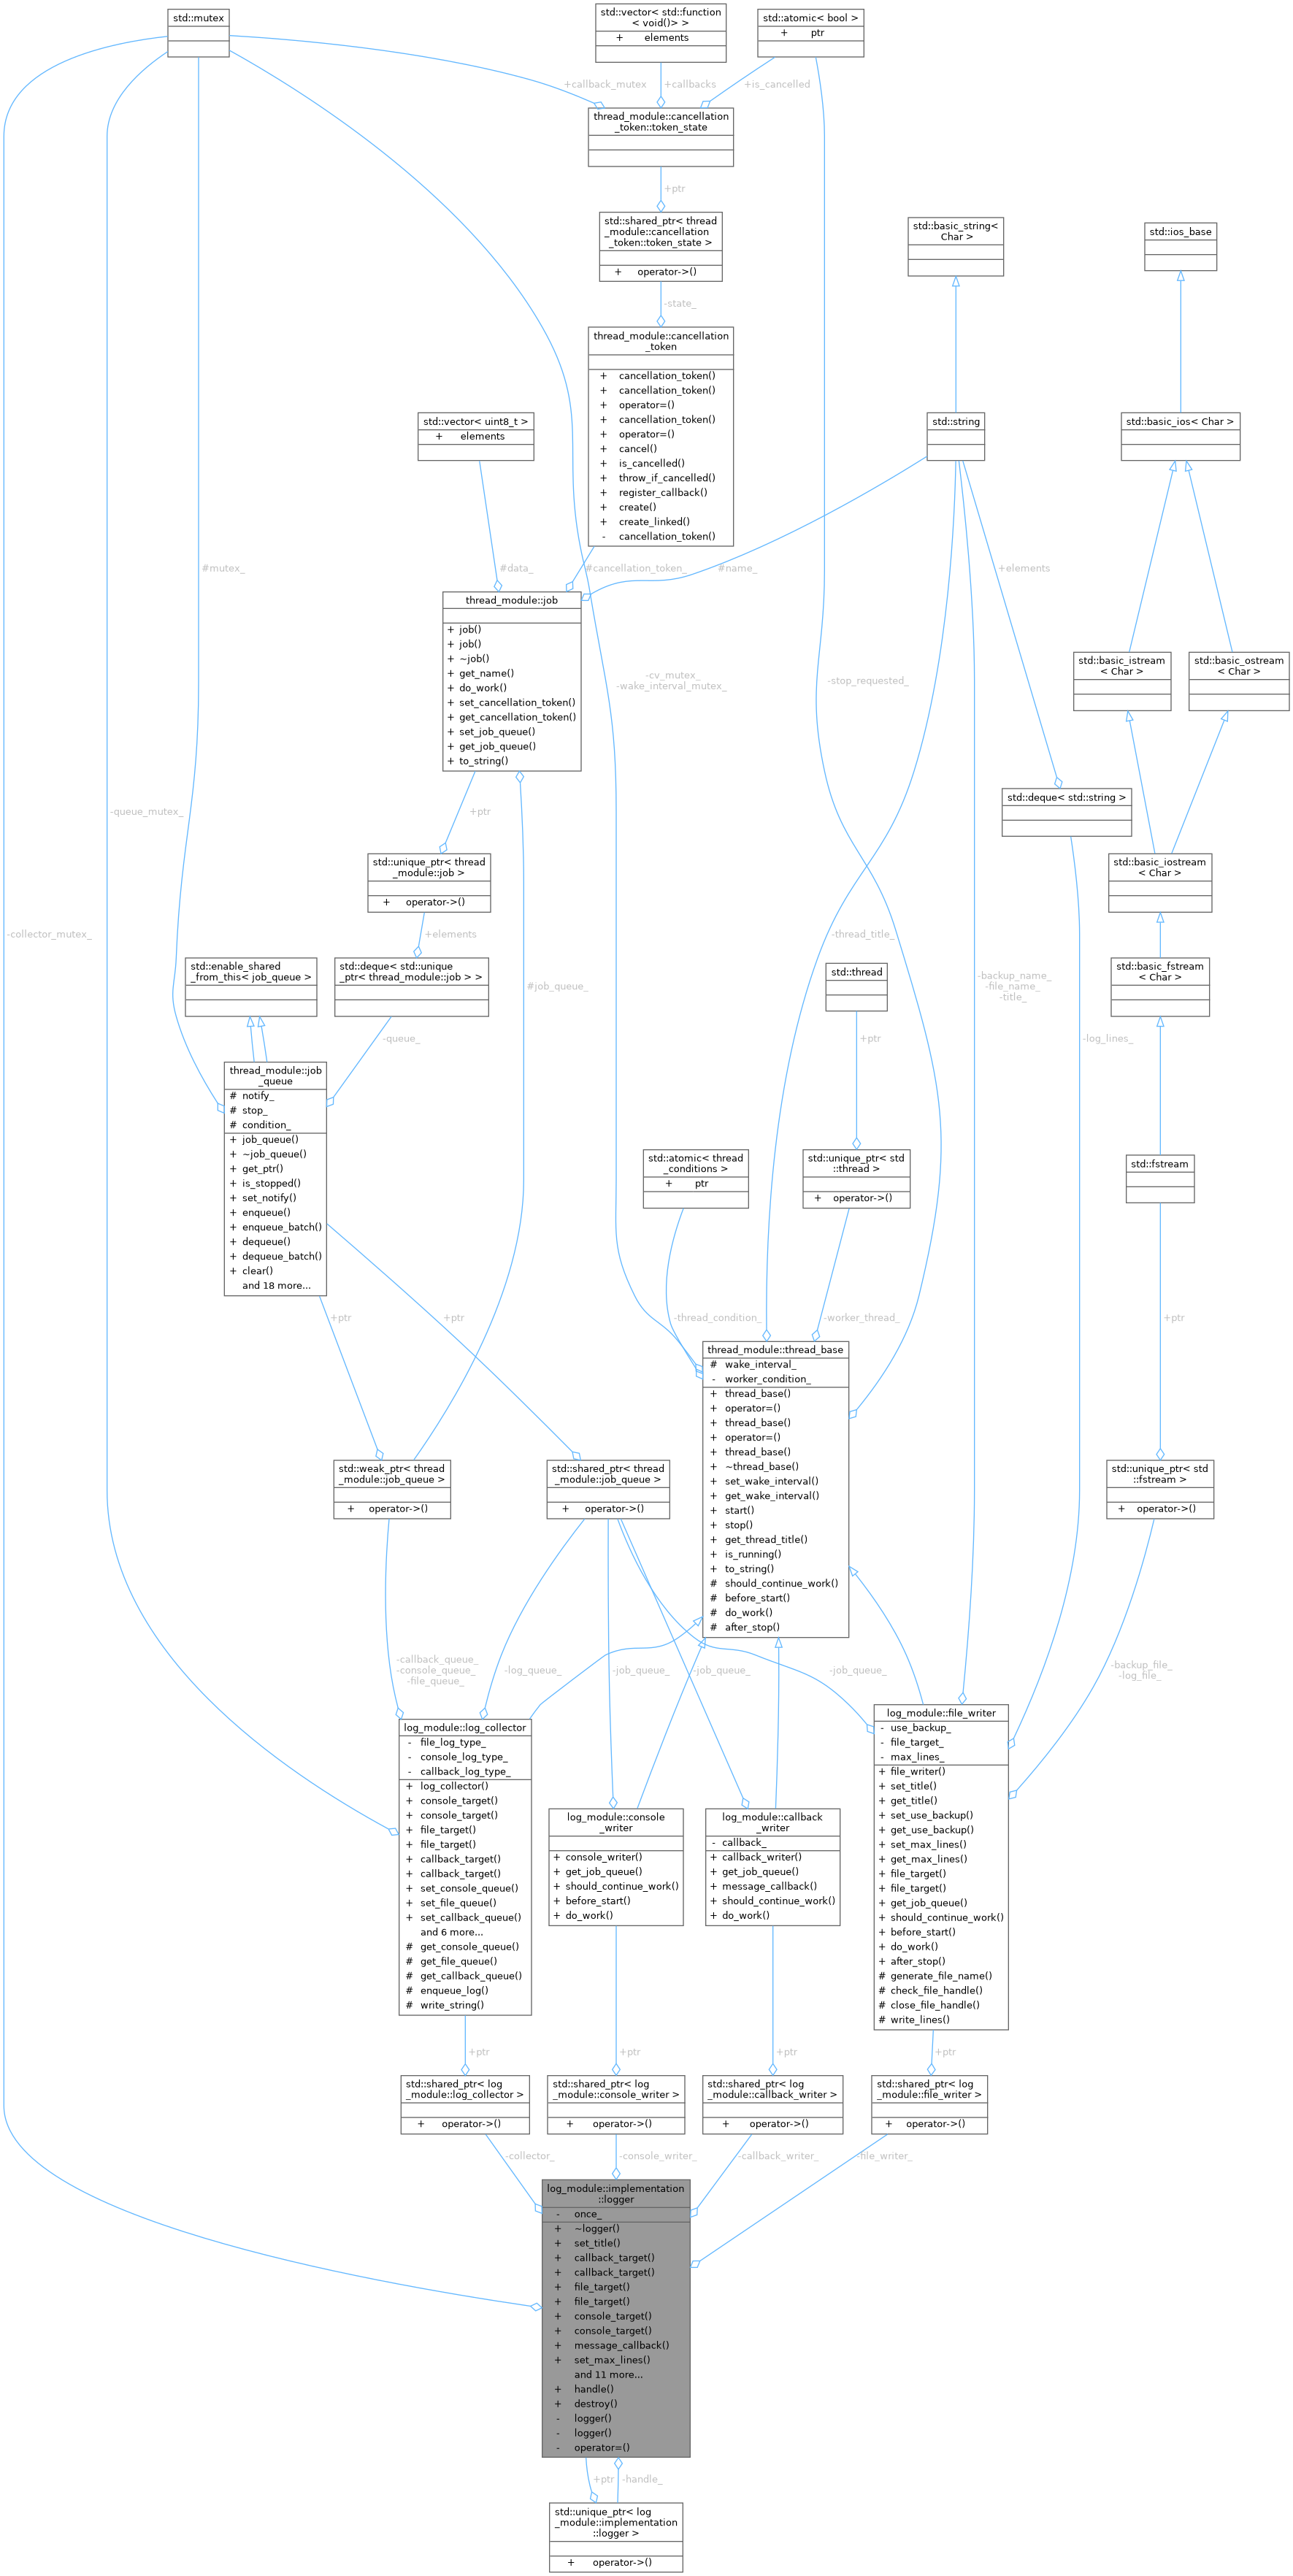 std::mutex
std::vector< std::function
< void()> >
+ elements
std::atomic< bool >
+ ptr
+callback_mutex
+callbacks
+is_cancelled
thread_module::cancellation
_token::token_state
+ptr
std::shared_ptr< thread
_module::cancellation
_token::token_state >
+ operator->()
std::basic_string<
Char >
std::ios_base
-state_
thread_module::cancellation
_token
+ cancellation_token()
+ cancellation_token()
+ operator=()
+ cancellation_token()
+ operator=()
+ cancel()
+ is_cancelled()
+ throw_if_cancelled()
+ register_callback()
+ create()
+ create_linked()
- cancellation_token()
std::vector< uint8_t >
+ elements
std::string
std::basic_ios< Char >
#mutex_
#data_
#cancellation_token_
#name_
+elements
thread_module::job
+ job()
+ job()
+ ~job()
+ get_name()
+ do_work()
+ set_cancellation_token()
+ get_cancellation_token()
+ set_job_queue()
+ get_job_queue()
+ to_string()
-cv_mutex_
-wake_interval_mutex_
-stop_requested_
std::basic_istream
< Char >
std::basic_ostream
< Char >
-queue_mutex_
+ptr
std::deque< std::string >
std::unique_ptr< thread
_module::job >
+ operator->()
std::basic_iostream
< Char >
-collector_mutex_
+elements
-thread_title_
std::enable_shared
_from_this< job_queue >
std::deque< std::unique
_ptr< thread_module::job > >
#job_queue_
std::thread
-backup_name_
-file_name_
-title_
std::basic_fstream
< Char >
-queue_
+ptr
-log_lines_
thread_module::job
_queue
# notify_
# stop_
# condition_
+ job_queue()
+ ~job_queue()
+ get_ptr()
+ is_stopped()
+ set_notify()
+ enqueue()
+ enqueue_batch()
+ dequeue()
+ dequeue_batch()
+ clear()
and 18 more...
std::atomic< thread
_conditions >
+ ptr
std::unique_ptr< std
::thread >
+ operator->()
std::fstream
+ptr
+ptr
-thread_condition_
-worker_thread_
+ptr
thread_module::thread_base
# wake_interval_
- worker_condition_
+ thread_base()
+ operator=()
+ thread_base()
+ operator=()
+ thread_base()
+ ~thread_base()
+ set_wake_interval()
+ get_wake_interval()
+ start()
+ stop()
+ get_thread_title()
+ is_running()
+ to_string()
# should_continue_work()
# before_start()
# do_work()
# after_stop()
std::weak_ptr< thread
_module::job_queue >
+ operator->()
std::shared_ptr< thread
_module::job_queue >
+ operator->()
std::unique_ptr< std
::fstream >
+ operator->()
-callback_queue_
-console_queue_
-file_queue_
-log_queue_
-job_queue_
-job_queue_
-job_queue_
-backup_file_
-log_file_
log_module::log_collector
- file_log_type_
- console_log_type_
- callback_log_type_
+ log_collector()
+ console_target()
+ console_target()
+ file_target()
+ file_target()
+ callback_target()
+ callback_target()
+ set_console_queue()
+ set_file_queue()
+ set_callback_queue()
and 6 more...
# get_console_queue()
# get_file_queue()
# get_callback_queue()
# enqueue_log()
# write_string()
log_module::console
_writer
+ console_writer()
+ get_job_queue()
+ should_continue_work()
+ before_start()
+ do_work()
log_module::callback
_writer
- callback_
+ callback_writer()
+ get_job_queue()
+ message_callback()
+ should_continue_work()
+ do_work()
log_module::file_writer
- use_backup_
- file_target_
- max_lines_
+ file_writer()
+ set_title()
+ get_title()
+ set_use_backup()
+ get_use_backup()
+ set_max_lines()
+ get_max_lines()
+ file_target()
+ file_target()
+ get_job_queue()
+ should_continue_work()
+ before_start()
+ do_work()
+ after_stop()
# generate_file_name()
# check_file_handle()
# close_file_handle()
# write_lines()
+ptr
+ptr
+ptr
+ptr
std::shared_ptr< log
_module::log_collector >
+ operator->()
std::shared_ptr< log
_module::console_writer >
+ operator->()
std::shared_ptr< log
_module::callback_writer >
+ operator->()
std::shared_ptr< log
_module::file_writer >
+ operator->()
-collector_
-console_writer_
-callback_writer_
-file_writer_
log_module::implementation
::logger
- once_
+ ~logger()
+ set_title()
+ callback_target()
+ callback_target()
+ file_target()
+ file_target()
+ console_target()
+ console_target()
+ message_callback()
+ set_max_lines()
and 11 more...
+ handle()
+ destroy()
- logger()
- logger()
- operator=()
+ptr
-handle_
std::unique_ptr< log
_module::implementation
::logger >
+ operator->()